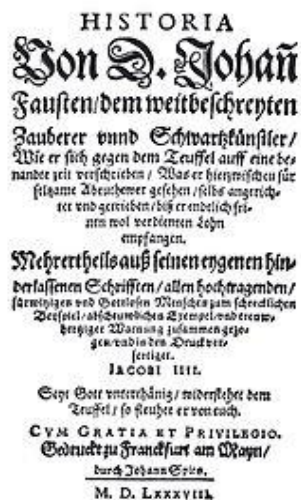 HISTORIA
Von D. Johañ
Fausten/dem weitbeschreyten
Zauberer vnnd Schwartzkünstler/
Wie er sich gegen dem Teuffel auff eine be-
nandte zeit verschrieben / Was er hierzwischen für
seltzame Abenthewer gesehen / selbs angerich-
tet vnd getrieben / biß er endtlich sei-
nen wol verdienten Lohn
empfangen.
Mehrertheils auß seinen eygenen hin-
derlassenen Schrifften / allen hochtragenden /
fürwitzigen vnd Gottlosen Menschen zum schrecklichen
Beyspiel / abscheuwlichen Exempel / vnd treuw-
hertziger Warnung zusammen gezo-
gen / vnd in den Druck ver-
fertiget.
IACOBI IIII.
Seyt Gott vnterthänig / widerstehet dem
Teuffel / so fleuhet er von euch.
CVM GRATIA ET PRIVILEGIO.
Gedruckt zu Franckfurt am Mayn /
durch Johann Spies.
M. D. LXXXVIII.